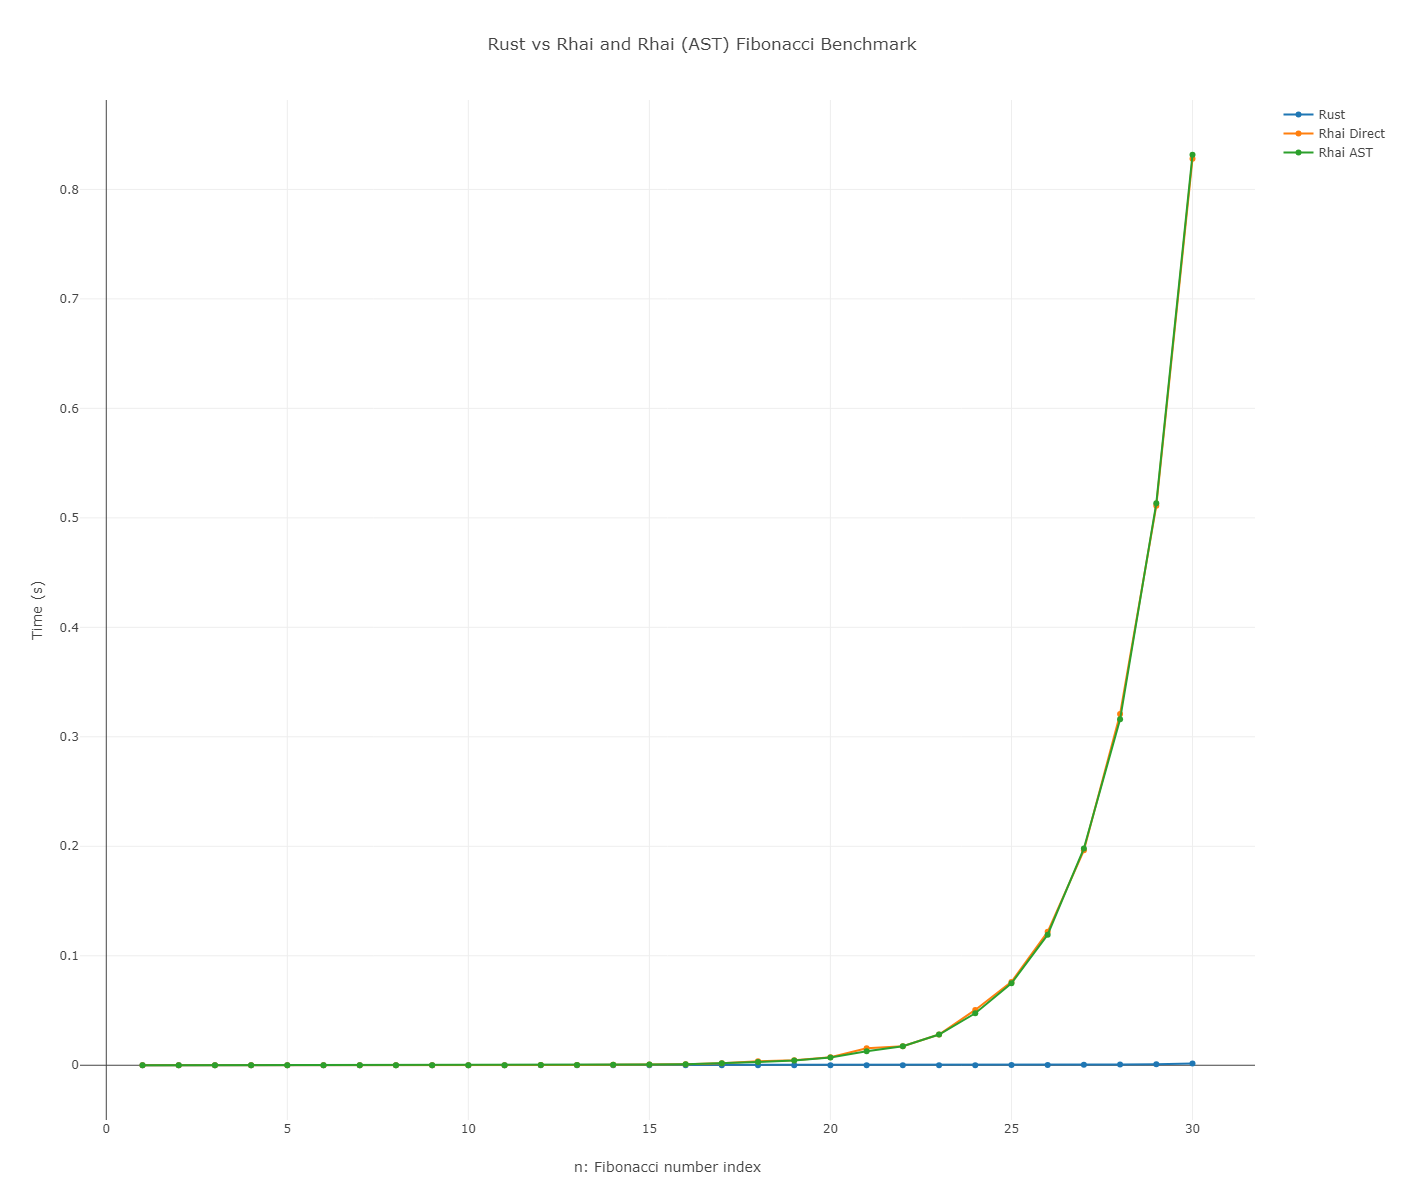 Rust vs Rhai and Rhai (AST) Fibonacci Benchmark
Rust
Rhai Direct
Rhai AST
0.8
0.7
0.6
0.5
0.4
0.3
0.2
0.1
0
Time (s)
0 5 10 15 20 25 30
n: Fibonacci number index